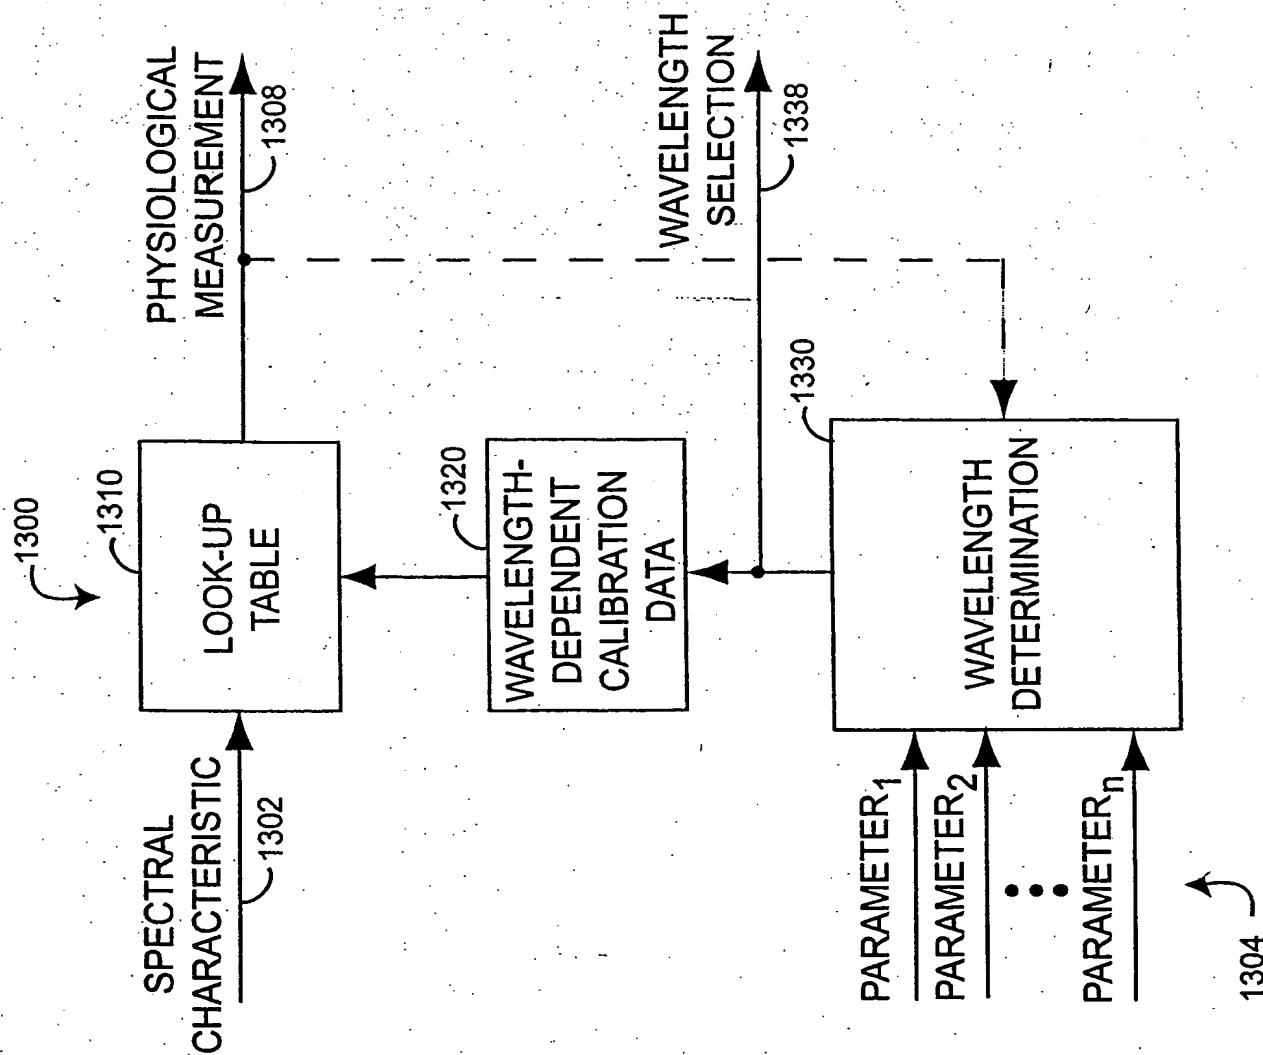 1300
SPECTRAL
CHARACTERISTIC
1302
1310
LOOK-UP
TABLE
PHYSIOLOGICAL
MEASUREMENT
1308
1320
WAVELENGTH-
DEPENDENT
CALIBRATION
DATA
WAVELENGTH
SELECTION
1338
1330
WAVELENGTH
DETERMINATION
PARAMETER1
PARAMETER2
PARAMETERn
1304